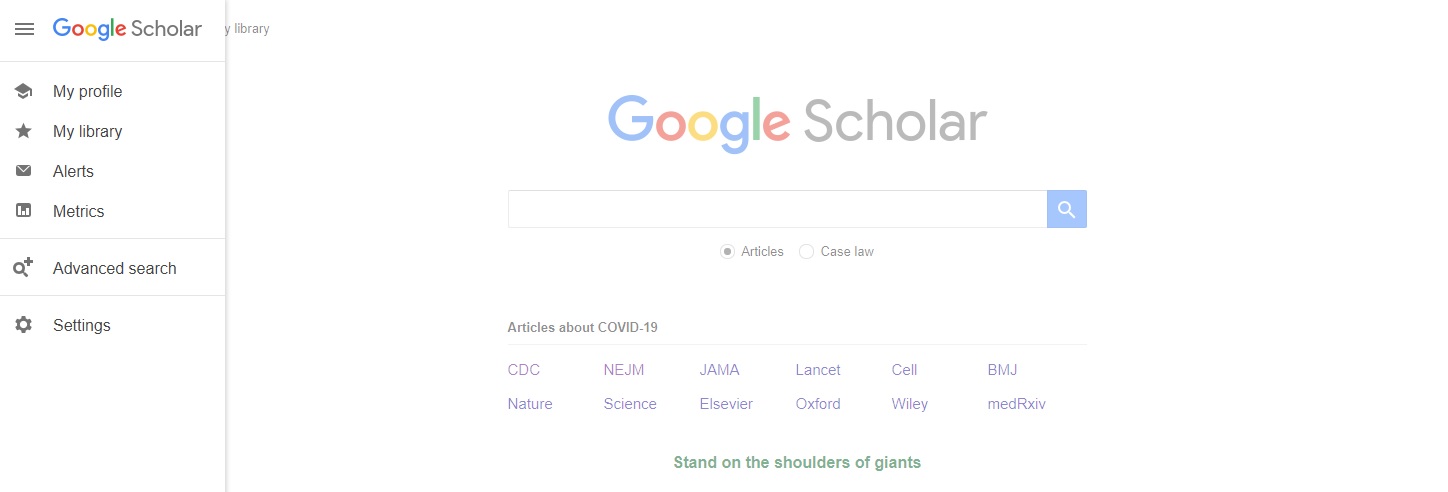 Google Scholar
y library
My profile
My library
Alerts
Metrics
Advanced search
Settings
Google Scholar
Articles Case law
Articles about COVID-19
CDC NEJM JAMA Lancet Cell BMJ
Nature Science Elsevier Oxford Wiley medRxiv
Stand on the shoulders of giants